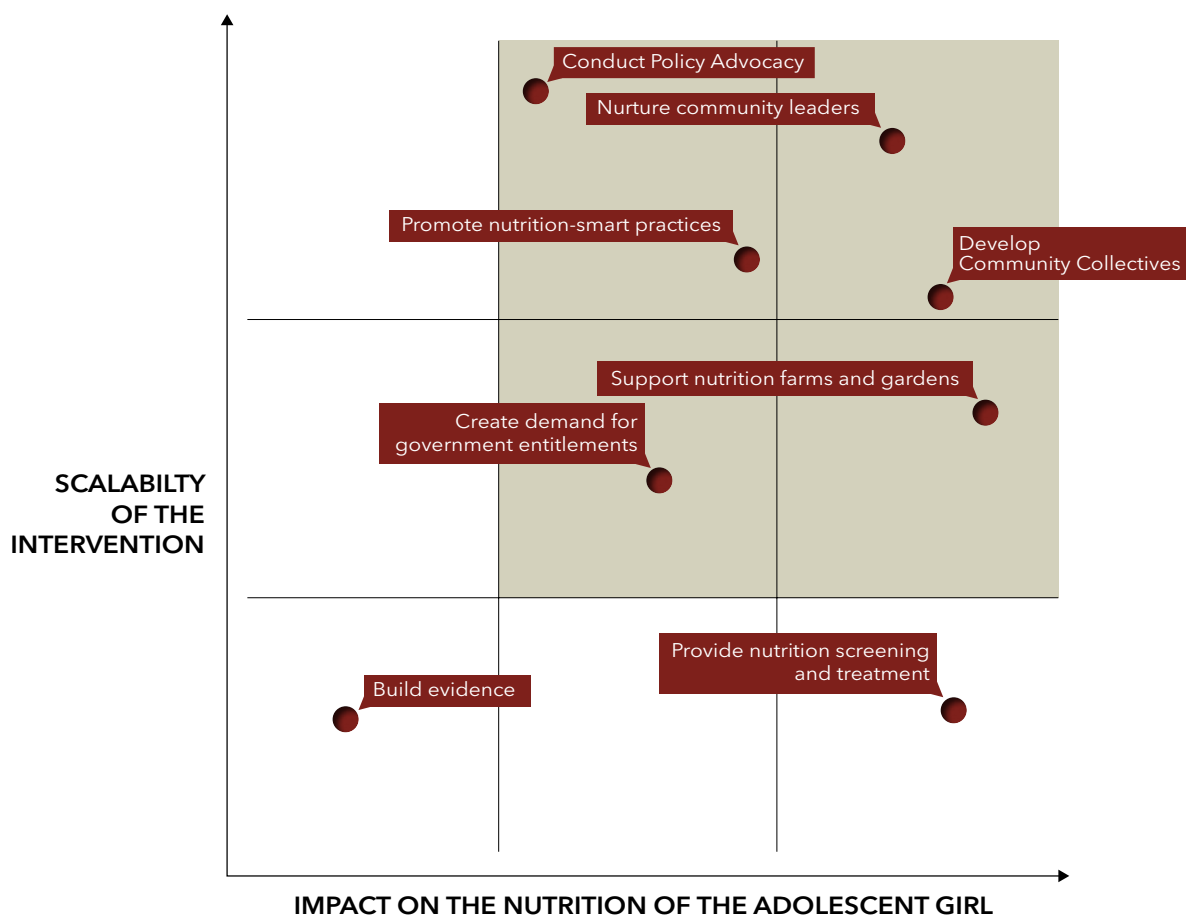 Conduct Policy Advocacy
Nurture community leaders
Promote nutrition-smart practices
Develop
Community Collectives
Support nutrition farms and gardens
Create demand for
government entitlements
SCALABILTY
OF THE
INTERVENTION
Provide nutrition screening
and treatment
Build evidence
IMPACT ON THE NUTRITION OF THE ADOLESCENT GIRL